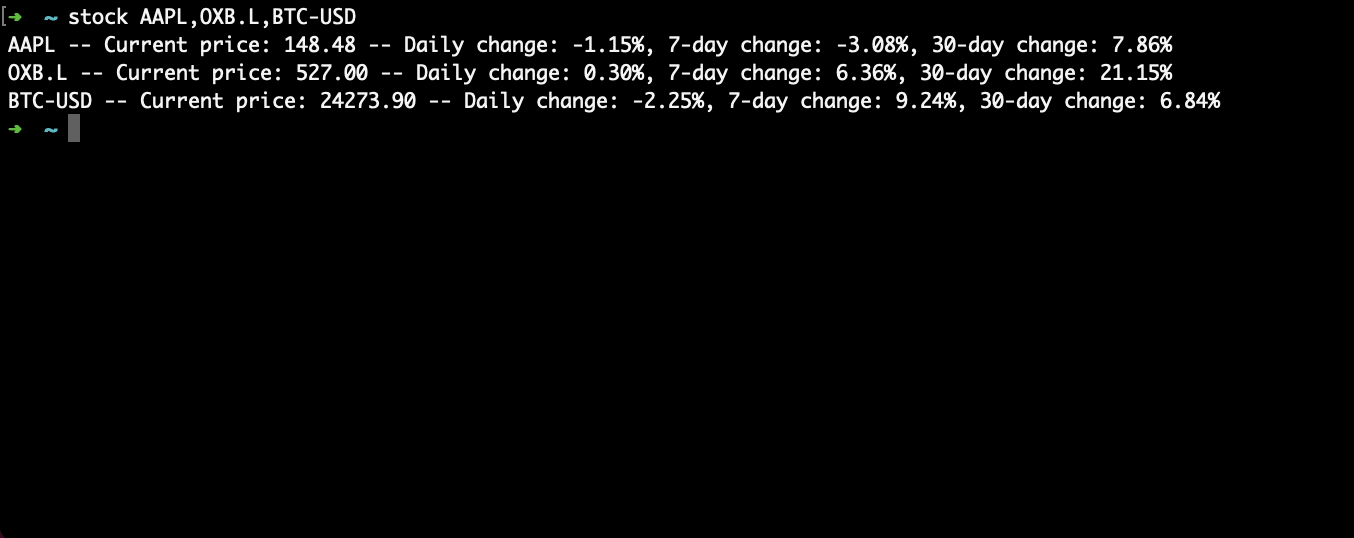 [➜  ~ stock AAPL,OXB.L,BTC-USD
AAPL -- Current price: 148.48 -- Daily change: -1.15%, 7-day change: -3.08%, 30-day change: 7.86%
OXB.L -- Current price: 527.00 -- Daily change: 0.30%, 7-day change: 6.36%, 30-day change: 21.15%
BTC-USD -- Current price: 24273.90 -- Daily change: -2.25%, 7-day change: 9.24%, 30-day change: 6.84%
➜  ~